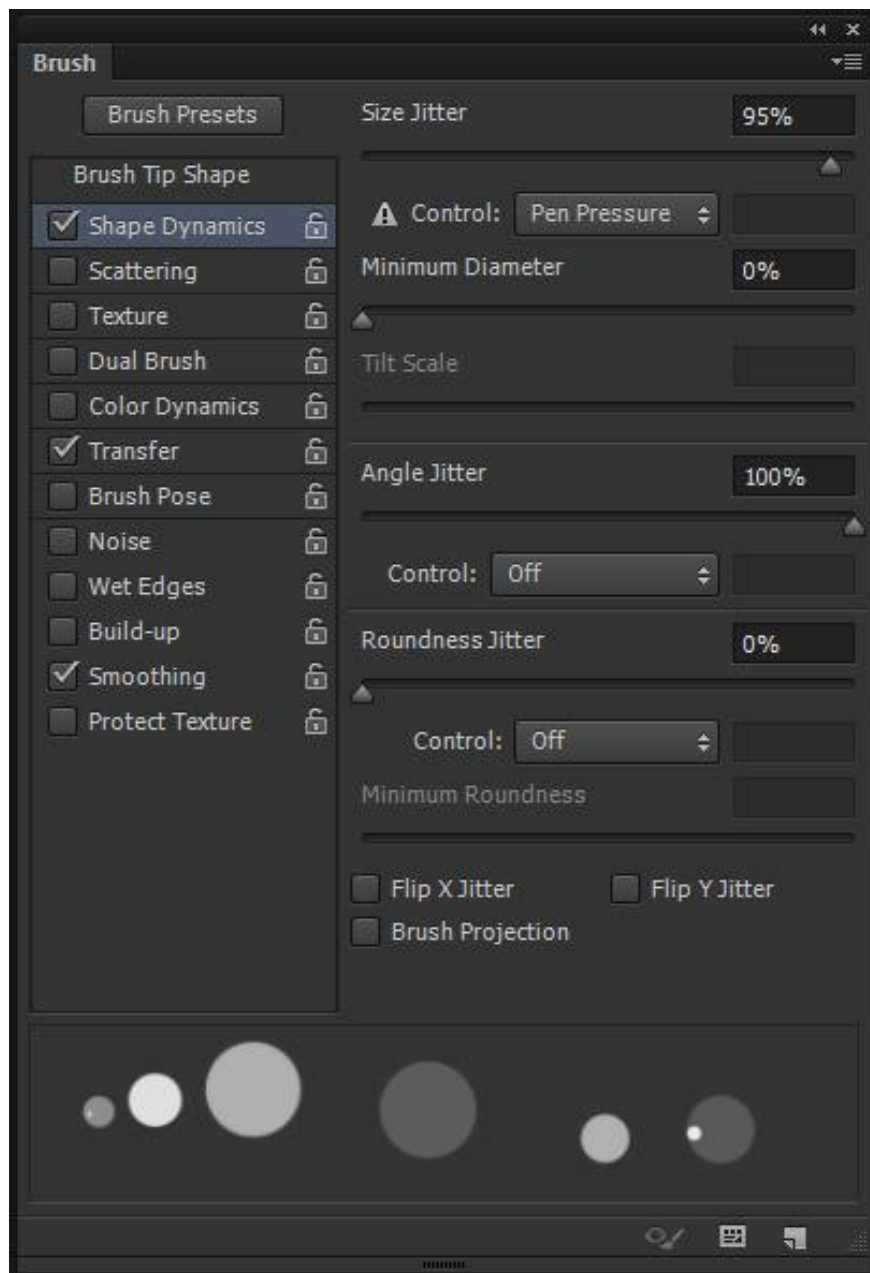 Brush
Brush Presets
Brush Tip Shape
Shape Dynamics
Scattering
Texture
Dual Brush
Color Dynamics
Transfer
Brush Pose
Noise
Wet Edges
Build-up
Smoothing
Protect Texture
Size Jitter 95%
Control: Pen Pressure
Minimum Diameter 0%
Tilt Scale
Angle Jitter 100%
Control: Off
Roundness Jitter 0%
Control: Off
Minimum Roundness
Flip X Jitter Flip Y Jitter
Brush Projection